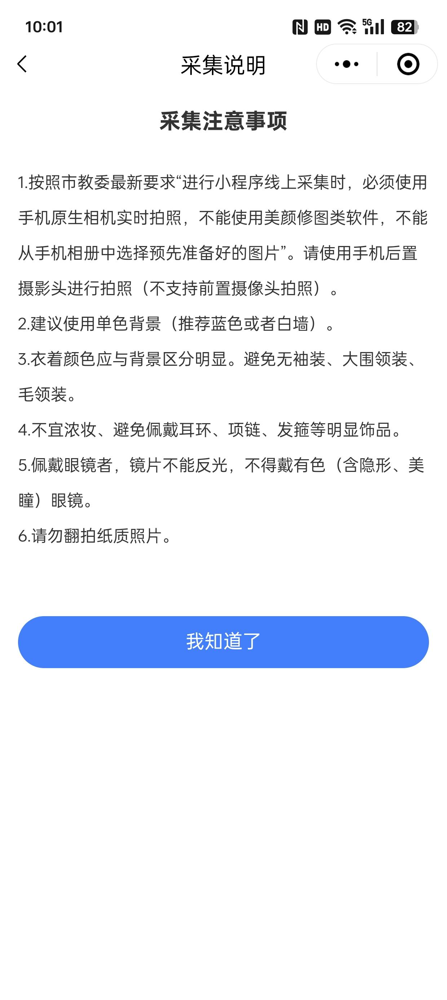 10:01
HD 5G 82
采集说明
采集注意事项
1.按照市教委最新要求“进行小程序线上采集时，必须使用
手机原生相机实时拍照，不能使用美颜修图类软件，不能
从手机相册中选择预先准备好的图片”。请使用手机后置
摄影头进行拍照（不支持前置摄像头拍照）。
2.建议使用单色背景（推荐蓝色或者白墙）。
3.衣着颜色应与背景区分明显。避免无袖装、大围领装、
毛领装。
4.不宜浓妆、避免佩戴耳环、项链、发箍等明显饰品。
5.佩戴眼镜者，镜片不能反光，不得戴有色（含隐形、美
瞳）眼镜。
6.请勿翻拍纸质照片。
我知道了